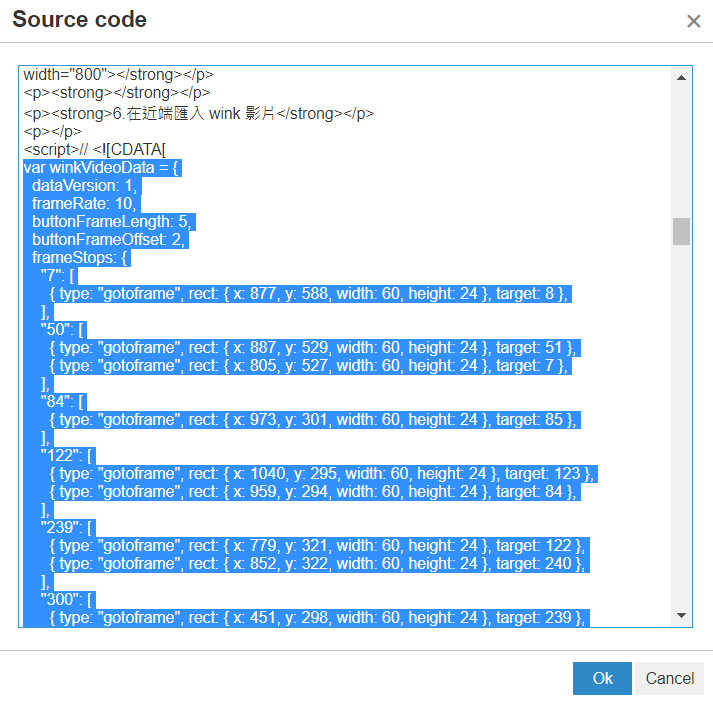 Source code
width="800"></strong></p>
<p><strong></strong></p>
<p><strong>6.在近端匯入 wink 影片</strong></p>
<p></p>
<script>// <![CDATA[
var winkVideoData = {
  dataVersion: 1,
  frameRate: 10,
  buttonFrameLength: 5,
  buttonFrameOffset: 2,
  frameStops: {
    "7": [
      { type: "gotoframe", rect: { x: 877, y: 588, width: 60, height: 24 }, target: 8 },
    ],
    "50": [
      { type: "gotoframe", rect: { x: 887, y: 529, width: 60, height: 24 }, target: 51 },
      { type: "gotoframe", rect: { x: 805, y: 527, width: 60, height: 24 }, target: 7 },
    ],
    "84": [
      { type: "gotoframe", rect: { x: 973, y: 301, width: 60, height: 24 }, target: 85 },
    ],
    "122": [
      { type: "gotoframe", rect: { x: 1040, y: 295, width: 60, height: 24 }, target: 123 },
      { type: "gotoframe", rect: { x: 959, y: 294, width: 60, height: 24 }, target: 84 },
    ],
    "239": [
      { type: "gotoframe", rect: { x: 779, y: 321, width: 60, height: 24 }, target: 122 },
      { type: "gotoframe", rect: { x: 852, y: 322, width: 60, height: 24 }, target: 240 },
    ],
    "300": [
      { type: "gotoframe", rect: { x: 451, y: 298, width: 60, height: 24 }, target: 239 },
Ok
Cancel